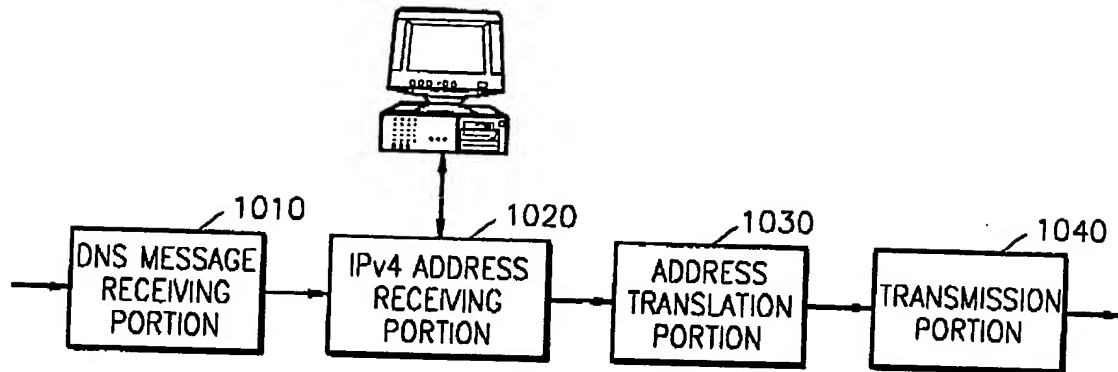 1010
DNS MESSAGE
RECEIVING
PORTION
1020
IPv4 ADDRESS
RECEIVING
PORTION
1030
ADDRESS
TRANSLATION
PORTION
1040
TRANSMISSION
PORTION